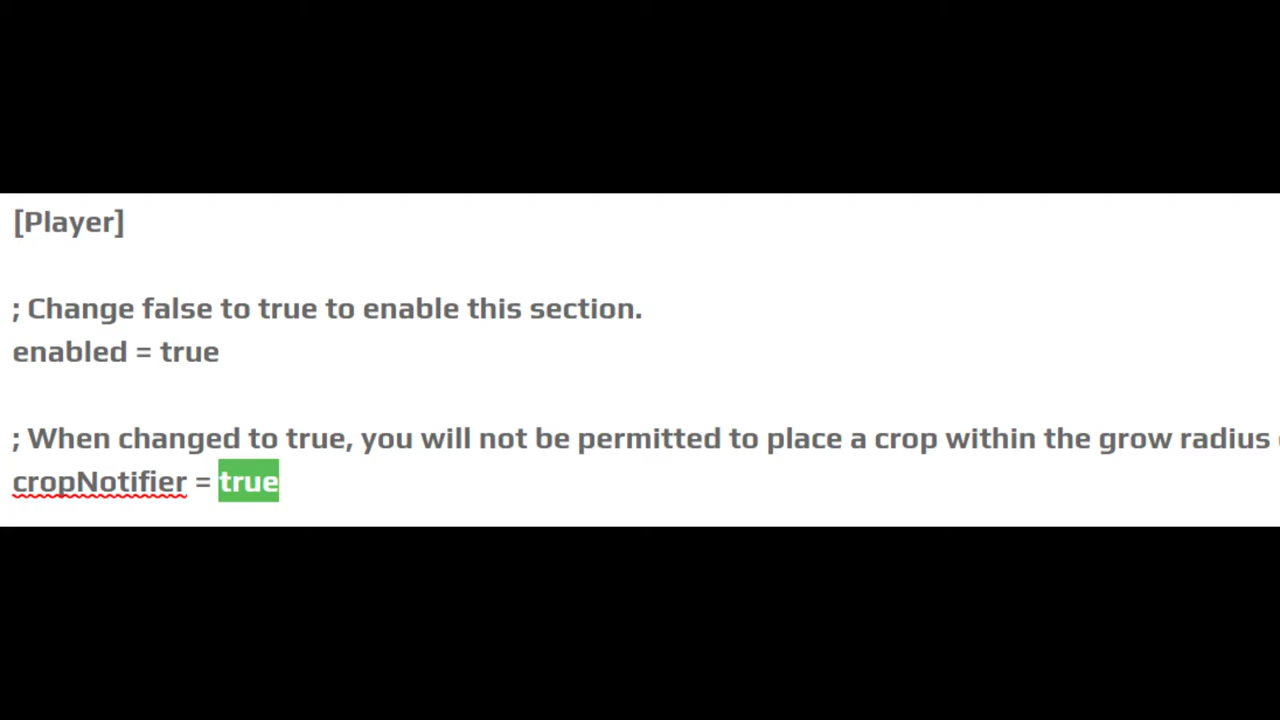 [Player]
; Change false to true to enable this section.
enabled = true
; When changed to true, you will not be permitted to place a crop within the grow radius
cropNotifier = true